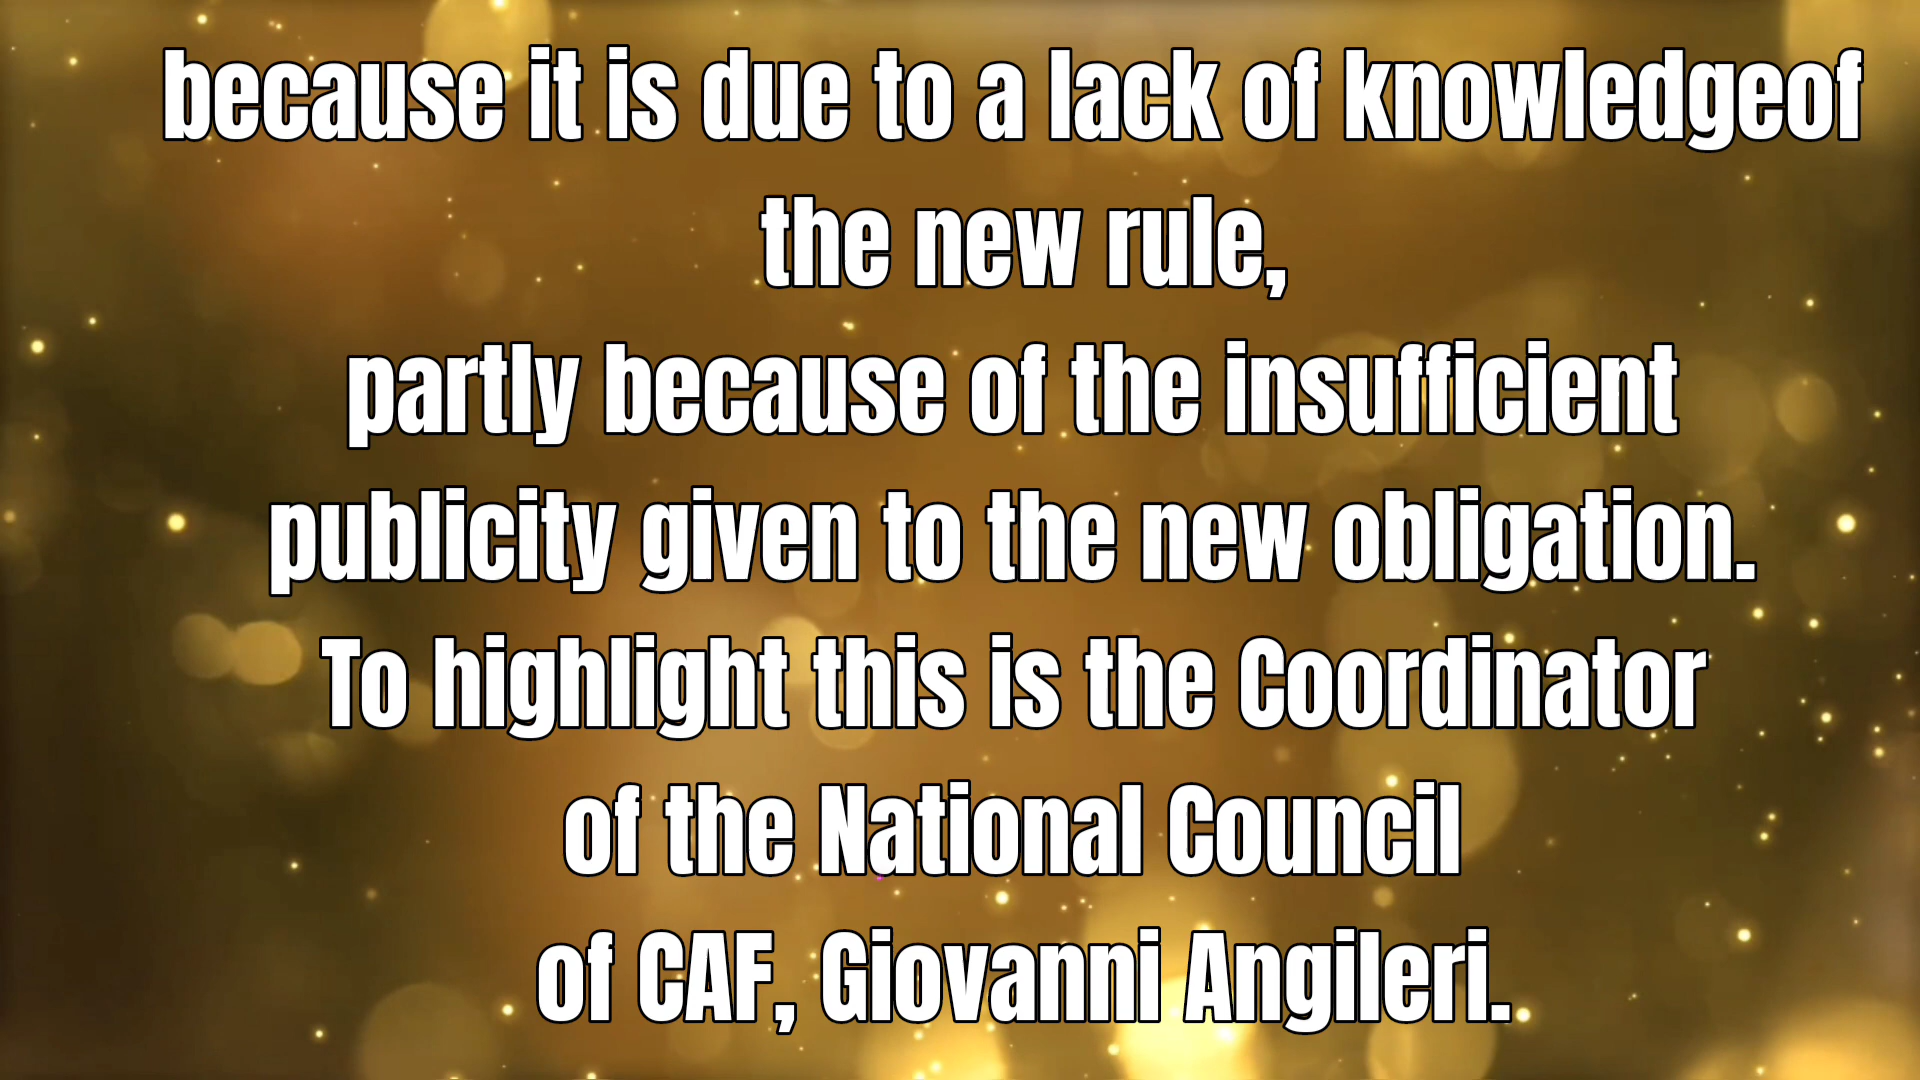 because it is due to a lack of knowledgeof
the new rule,
partly because of the insufficient
publicity given to the new obligation.
To highlight this is the Coordinator
of the National Council
of CAF, Giovanni Angileri.